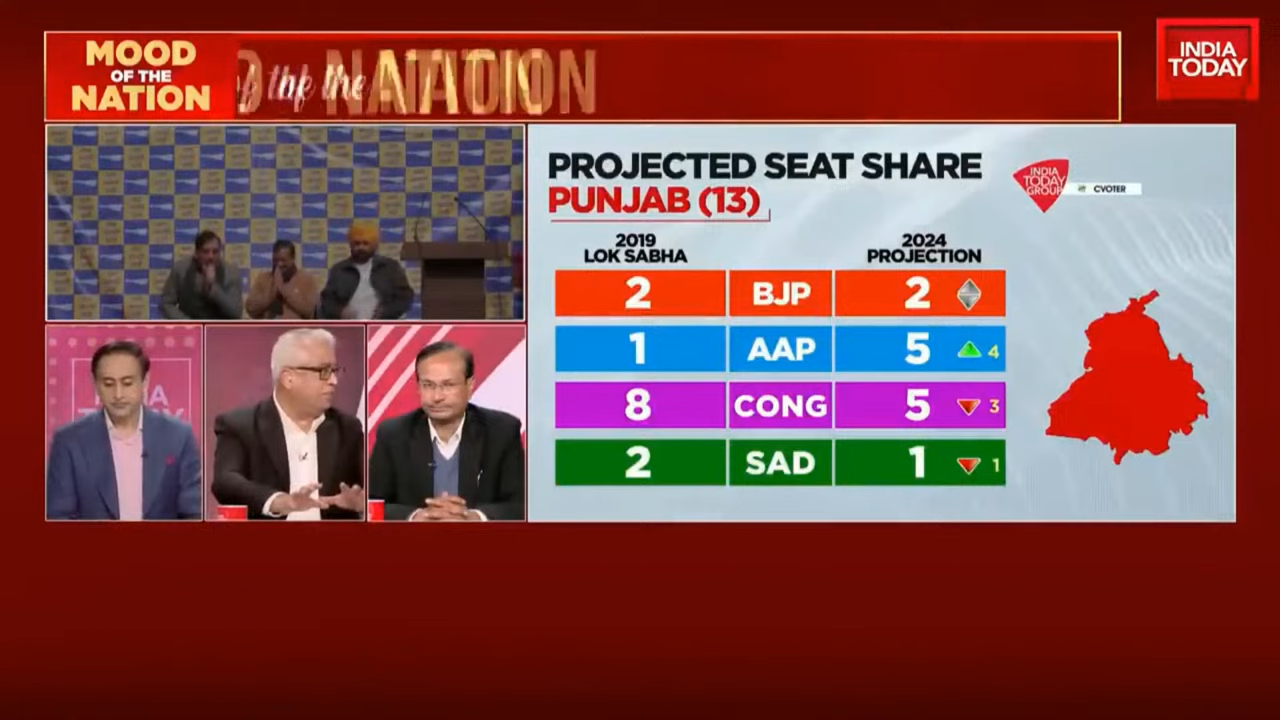 MOOD
OF THE
NATION
NATION
INDIA
TODAY
PROJECTED SEAT SHARE
PUNJAB (13)
INDIA
TODAY
GROUP
CVOTER
2019
LOK SABHA
2024
PROJECTION
2 BJP 2
1 AAP 5 4
8 CONG 5 3
2 SAD 1 1